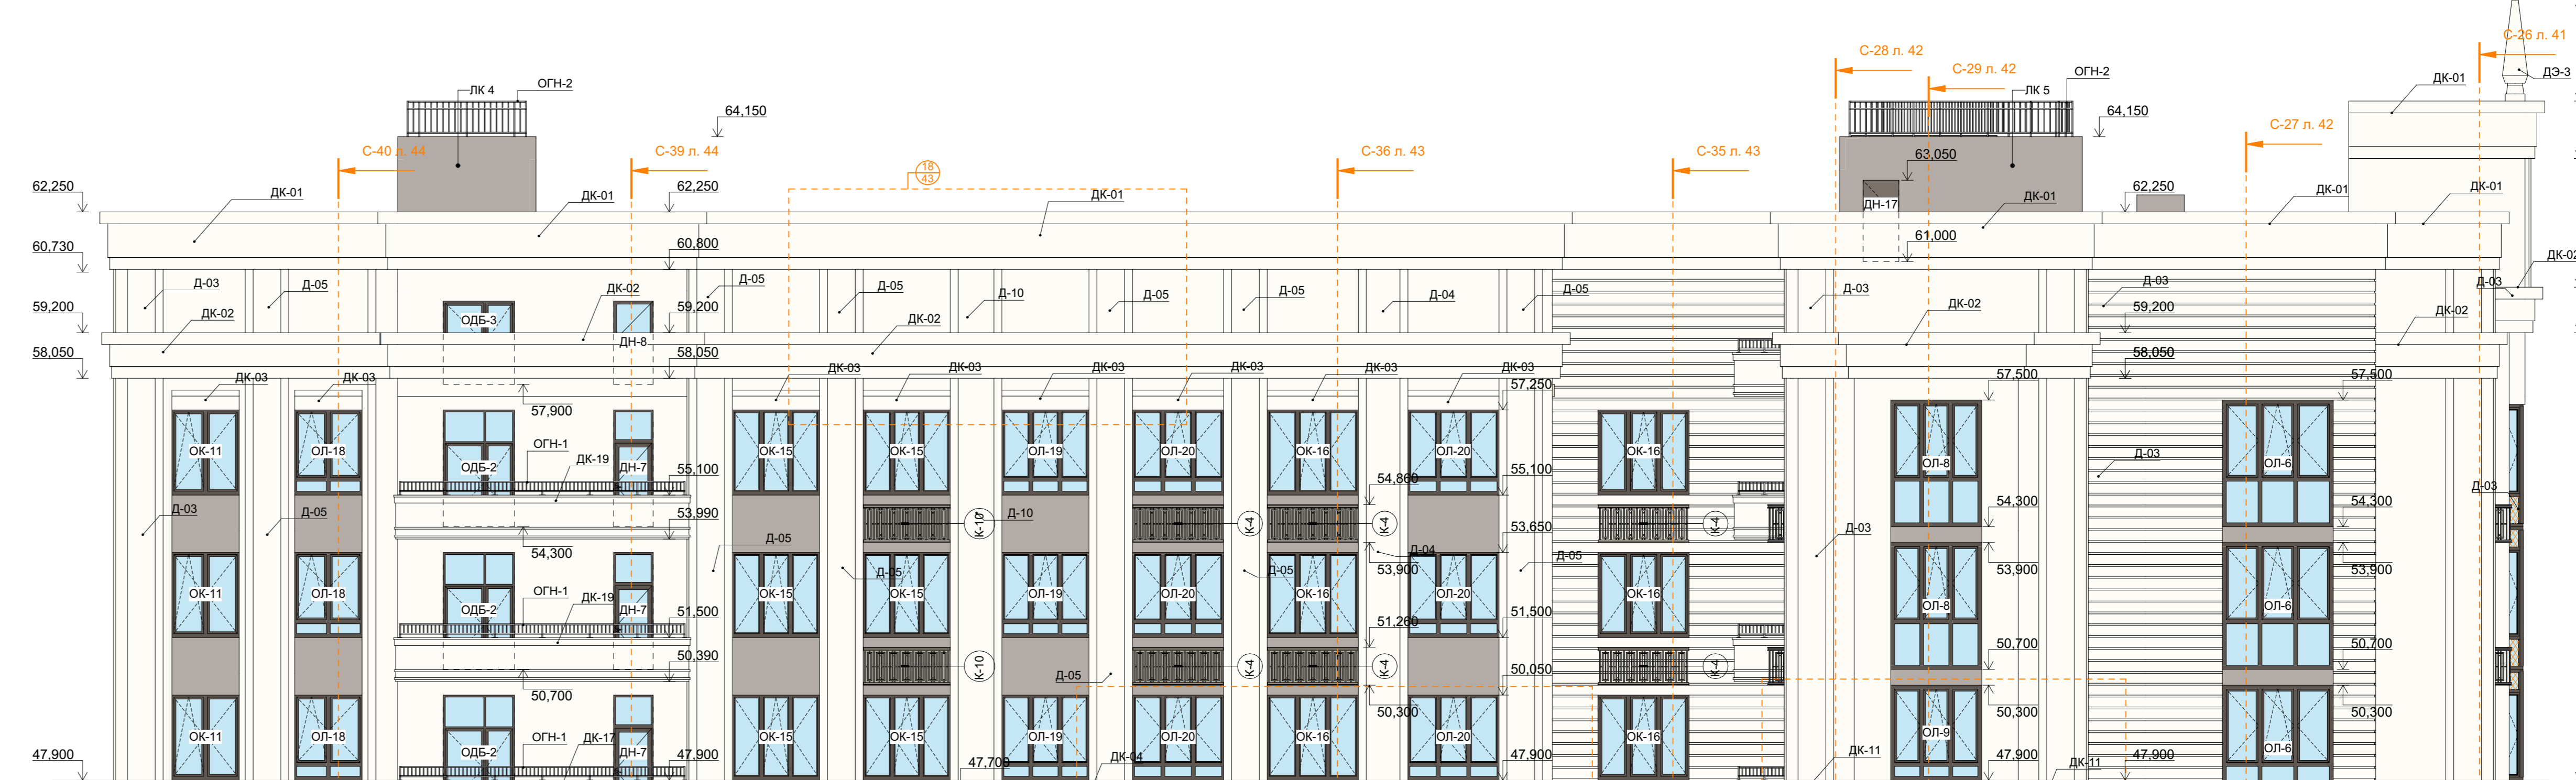 С-26 л. 41
С-28 л. 42
С-29 л. 42
ОГН-2
ДК-01
ДЭ-3
ЛК 4
ОГН-2
ЛК 5
64,150
64,150
С-27 л. 42
С-40 л. 44
С-39 л. 44
18
43
С-36 л. 43
С-35 л. 43
63,050
62,250
ДК-01
ДК-01
62,250
ДК-01
ДН-17
ДК-01
62,250
ДК-01
ДК-01
60,730
60,800
61,000
ДК-02
Д-03
Д-05
ДК-02
Д-05
Д-05
Д-10
Д-05
Д-05
Д-04
Д-05
Д-03
ДК-02
Д-03
Д-03
59,200
ДК-02
ОДБ-3
59,200
ДК-02
59,200
ДК-02
58,050
ДН-8
58,050
58,050
ДК-03
ДК-03
ДК-03
ДК-03
ДК-03
ДК-03
ДК-03
ДК-03
57,900
57,250
57,500
57,500
ОК-11
ОЛ-18
ОДБ-2
ОГН-1
ДК-19
ДН-7
55,100
ОК-15
ОК-15
ОЛ-19
ОЛ-20
ОК-16
54,860
ОЛ-20
55,100
ОК-16
ОЛ-8
Д-03
ОЛ-6
Д-03
Д-03
Д-05
53,990
К-10
Д-10
К-4
К-4
53,650
К-4
Д-03
54,300
54,300
54,300
Д-05
Д-05
Д-05
Д-04
53,900
Д-05
53,900
53,900
ОК-11
ОЛ-18
ОДБ-2
ОГН-1
ДК-19
ДН-7
51,500
ОК-15
ОК-15
ОЛ-19
ОЛ-20
ОК-16
51,260
ОЛ-20
51,500
ОК-16
ОЛ-8
ОЛ-6
50,390
К-10
К-4
К-4
50,050
К-4
50,700
50,700
50,700
Д-05
50,300
50,300
50,300
ОК-11
ОЛ-18
ОДБ-2
ОГН-1
ДК-17
ДН-7
ОК-15
ОК-15
ОЛ-19
ОЛ-20
ОК-16
ОЛ-20
ОК-16
ОЛ-9
ОЛ-6
47,900
47,900
47,700
ДК-04
47,900
ДК-11
47,900
ДК-11
47,900